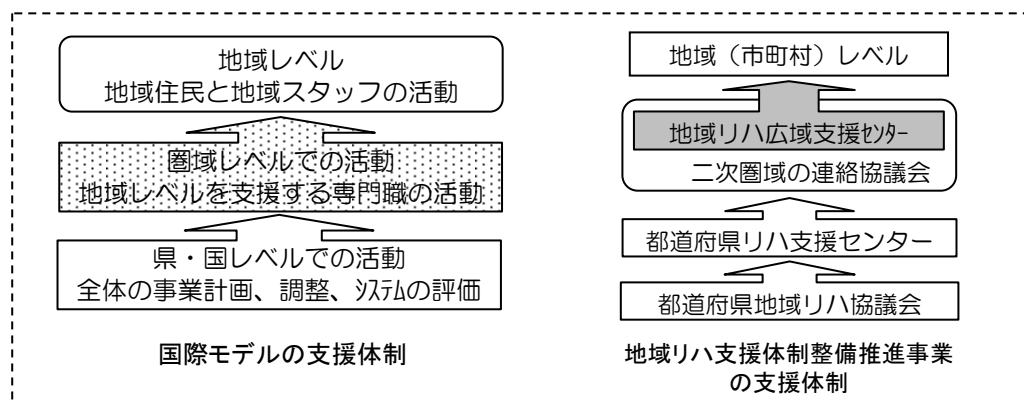 地域レベル
地域住民と地域スタッフの活動
圏域レベルでの活動
地域レベルを支援する専門職の活動
県・国レベルでの活動
全体の事業計画、調整、ｼｽﾃﾑの評価
国際モデルの支援体制
地域（市町村）レベル
地域リハ広域支援ｾﾝﾀｰ
二次圏域の連絡協議会
都道府県リハ支援センター
都道府県地域リハ協議会
地域リハ支援体制整備推進事業
の支援体制